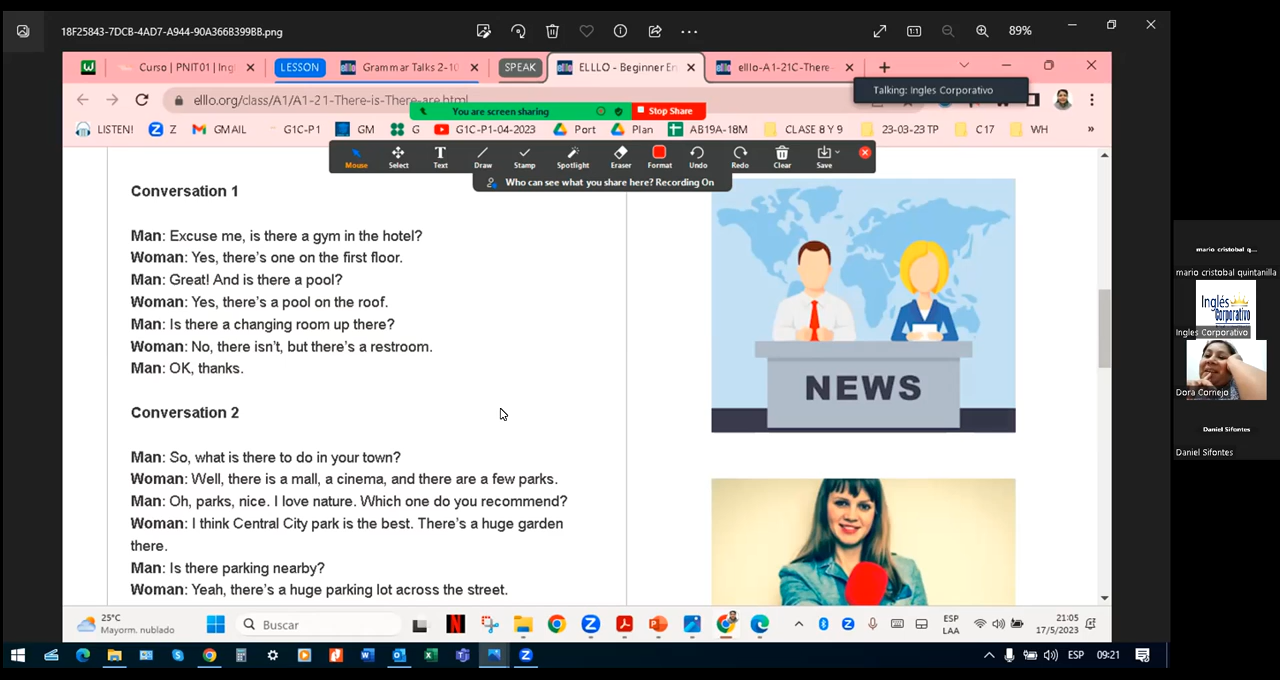 18F25843-7DCB-4AD7-A944-90A366B399BB.png
89%
Curso | PNIT01 | Ing
LESSON
Grammar Talks 2-10
SPEAK
ELLLO - Beginner En
elllo-A1-21C-There-
Talking: Ingles Corporativo
elllo.org/class/A1/A1-21-There-is-There-are.html
You are screen sharing
Stop Share
LISTEN!
Z
GMAIL
G1C-P1
GM
G
G1C-P1-04-2023
Port
Plan
AB19A-18M
CLASE 8 Y 9
23-03-23 TP
C17
WH
Mouse
Select
Text
Draw
Stamp
Spotlight
Eraser
Format
Undo
Redo
Clear
Save
Who can see what you share here? Recording On
Conversation 1
Man: Excuse me, is there a gym in the hotel?
Woman: Yes, there's one on the first floor.
Man: Great! And is there a pool?
Woman: Yes, there's a pool on the roof.
Man: Is there a changing room up there?
Woman: No, there isn't, but there's a restroom.
Man: OK, thanks.
Conversation 2
Man: So, what is there to do in your town?
Woman: Well, there is a mall, a cinema, and there are a few parks.
Man: Oh, parks, nice. I love nature. Which one do you recommend?
Woman: I think Central City park is the best. There's a huge garden
there.
Man: Is there parking nearby?
Woman: Yeah, there's a huge parking lot across the street.
NEWS
mario cristobal q...
mario cristobal quintanilla
Inglés
Corporativo
Ingles Corporativo
Dora Cornejo
Daniel Sifontes
Daniel Sifontes
25°C
Mayorm. nublado
Buscar
ESP
LAA
21:05
17/5/2023
ESP
09:21